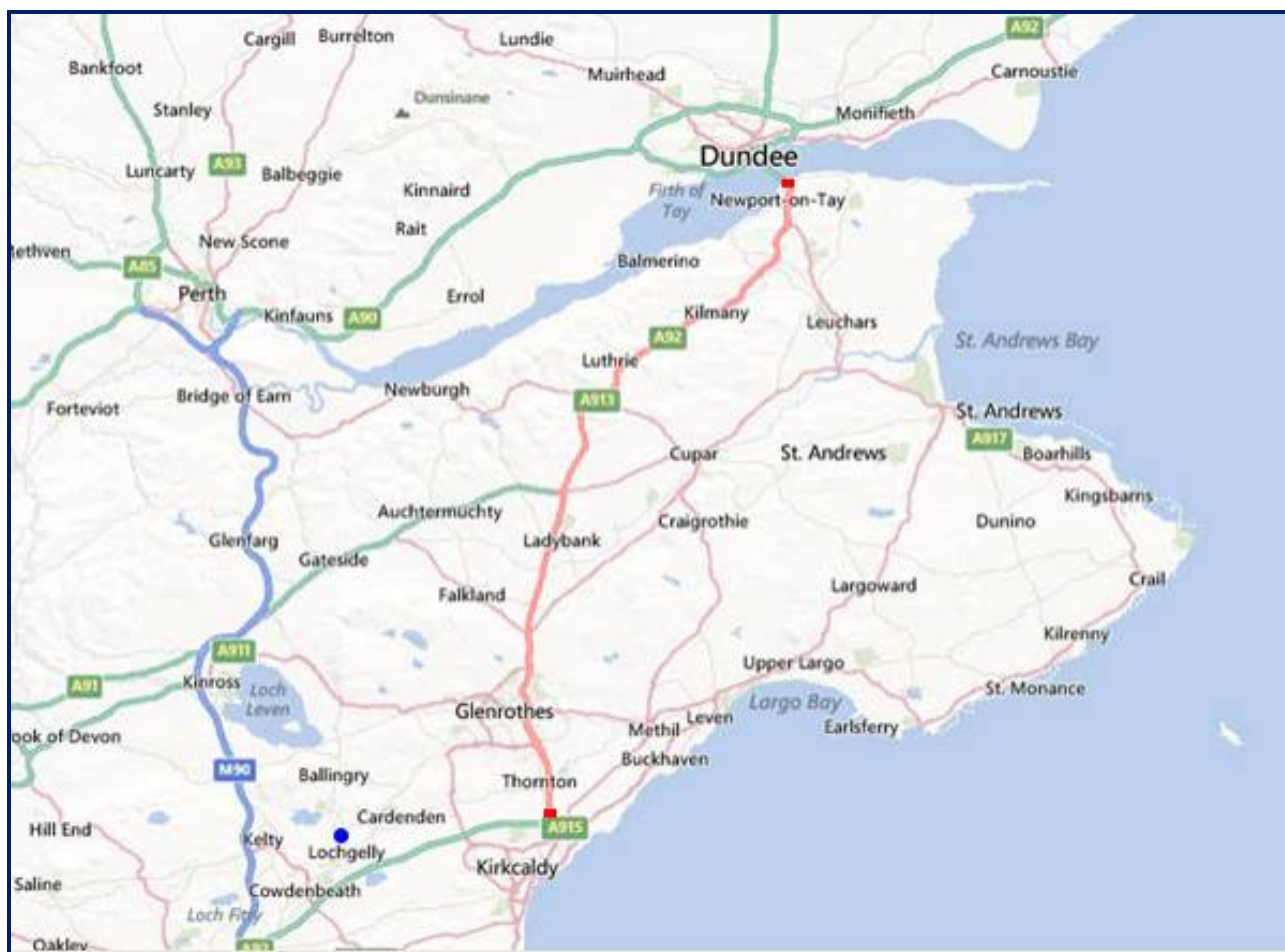 A92
Cargill
Burrelton
Lundie
Bankfoot
Muirhead
Carnoustie
Stanley
Dunsinane
Monifieth
Dundee
A93
Luncarty
Balbeggie
Kinnaird
Firth of
Tay
Newport-on-Tay
Rait
New Scone
lethven
A85
Balmerino
Perth
Errol
Kinfauns
A90
Kilmany
Leuchars
A92
St. Andrews Bay
Luthrie
Newburgh
Bridge of Earn
A913
Forteviot
St. Andrews
A917
Cupar
St. Andrews
Boarhills
Kingsbarns
Auchtermuchty
Craigrothie
Dunino
Glenfarg
Ladybank
Gateside
Crail
Largoward
Falkland
Kilrenny
A911
Upper Largo
Kinross
A91
Loch
Leven
St. Monance
Largo Bay
Glenrothes
Leven
Methil
Earlsferry
ook of Devon
Buckhaven
M90
Ballingry
Thornton
Cardenden
Hill End
A915
Kelty
Lochgelly
Kirkcaldy
Saline
Cowdenbeath
Loch Fitty
Oakley
A92